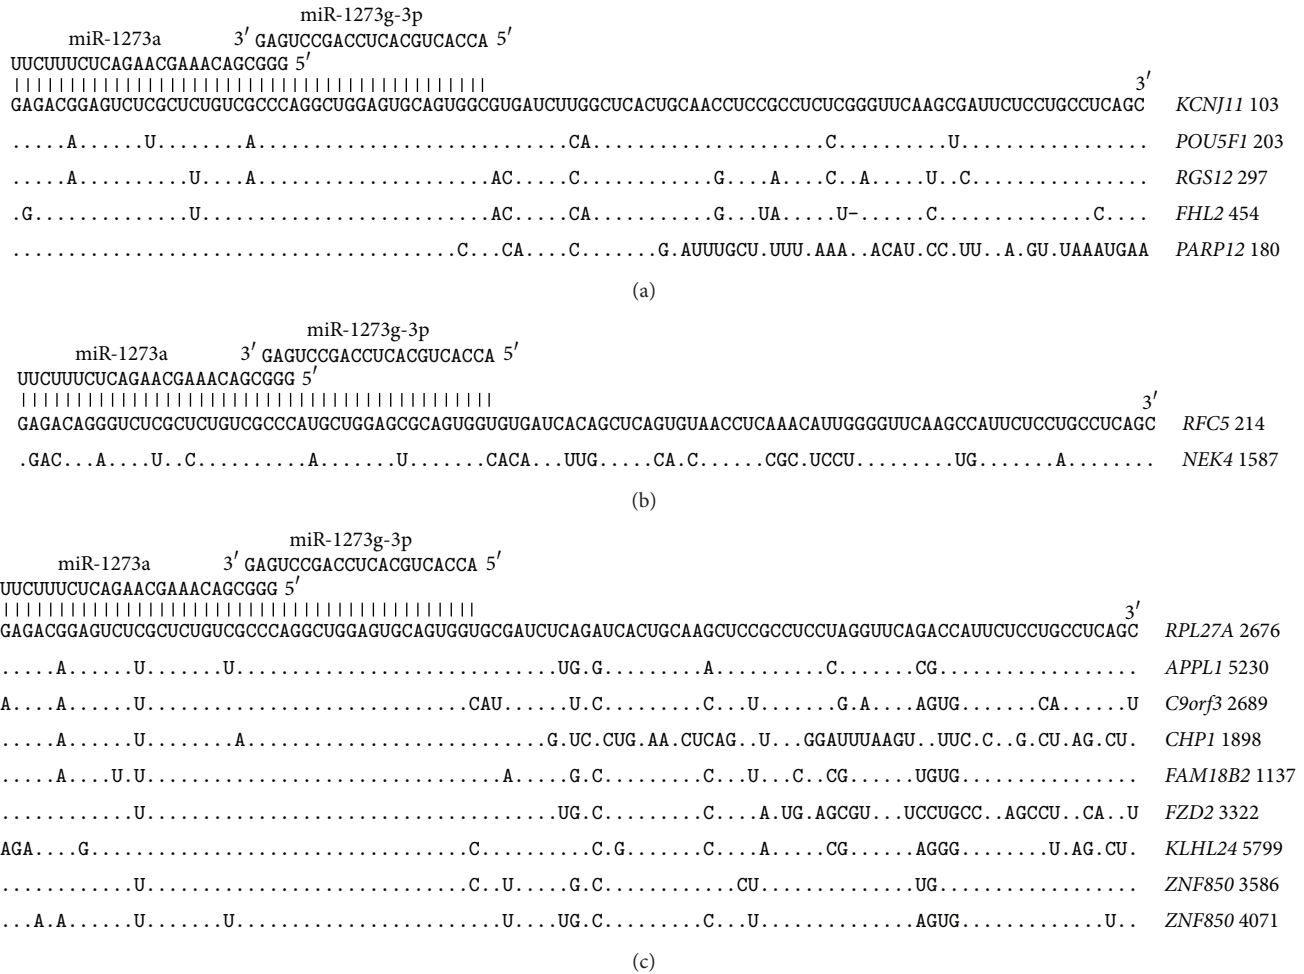 miR-1273g-3p
miR-1273a 3′ GAGUCCGACCUCACGUCACCA 5′
UUCUUUCUCAGAACGAAACAGCGGG 5′
3′
GAGACGGAGUCUCGCUCUGUCGCCCAGGCUGGAGUGCAGUGGCGUGAUCUUGGCUCACUGCAACCUCCGCCUCUCGGGUUCAAGCGAUUCUCCUGCCUCAGC KCNJ11 103
.....A......U........A............................CA.....................C..........U................. POU5F1 203
.....A..........U....A.....................AC.....C............G....A....C..A.....U..C................ RGS12 297
.G..............U..........................AC.....CA...........G...UA.....U-......C..............C.... FHL2 454
........................................C...CA....C.......G.AUUUGCU.UUU.AAA..ACAU.CC.UU..A.GU.UAAAUGAA PARP12 180
(a)
miR-1273g-3p
miR-1273a 3′ GAGUCCGACCUCACGUCACCA 5′
UUCUUUCUCAGAACGAAACAGCGGG 5′
3′
GAGACAGGGUCUCGCUCUGUCGCCCAUGCUGGAGCGCAGUGGUGUGAUCACAGCUCAGUGUAACCUCAAACAUUGGGGUUCAAGCCAUUCUCCUGCCUCAGC RFC5 214
.GAC...A....U..C..........A.......U.......CACA...UUG.....CA.C......CGC.UCCU.........UG.......A........ NEK4 1587
(b)
miR-1273g-3p
miR-1273a 3′ GAGUCCGACCUCACGUCACCA 5′
UUCUUUCUCAGAACGAAACAGCGGG 5′
3′
GAGACGGAGUCUCGCUCUGUCGCCCAGGCUGGAGUGCAGUGGUGCGAUCUCAGAUCACUGCAAGCUCCGCCUCCUAGGUUCAGACCAUUCUCCUGCCUCAGC RPL27A 2676
.....A......U.......U.............................UG.G.........A..........C.......CG.................. APPL1 5230
A....A......U.............................CAU......U.C.........C...U.......G.A....AGUG.......CA......U C9orf3 2689
.....A......U........A...........................G.UC.CUG.AA.CUCAG..U...GGAUUUAAGU..UUC.C..G.CU.AG.CU. CHP1 1898
.....A....U.U................................A.....G.C.........C...U...C..CG......UGUG................ FAM18B2 1137
............U.....................................UG.C.........C....A.UG.AGCGU...UCCUGCC..AGCCU..CA..U FZD2 3322
AGA....G..................................C..........C.G.......C....A.....CG......AGGG........U.AG.CU. KLHL24 5799
............U.............................C..U.....G.C............CU..............UG.................. ZNF850 3586
...A.A......U.......U........................U....UG.C.........C...U..............AGUG.............U.. ZNF850 4071
(c)